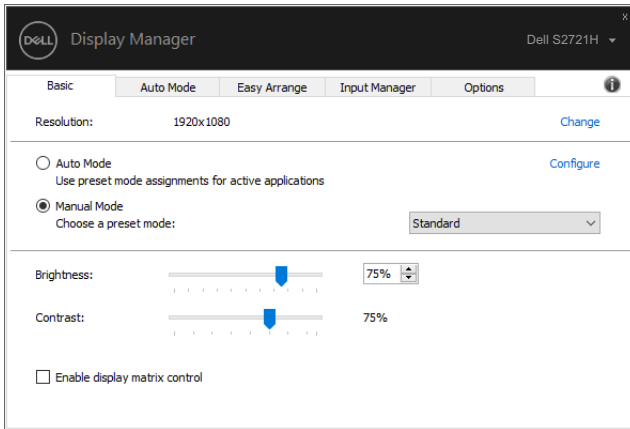 DELL Display Manager Dell S2721H
x
Basic Auto Mode Easy Arrange Input Manager Options i
Resolution: 1920x1080 Change
Auto Mode Configure
Use preset mode assignments for active applications
Manual Mode
Choose a preset mode: Standard
Brightness: 75%
Contrast: 75%
Enable display matrix control